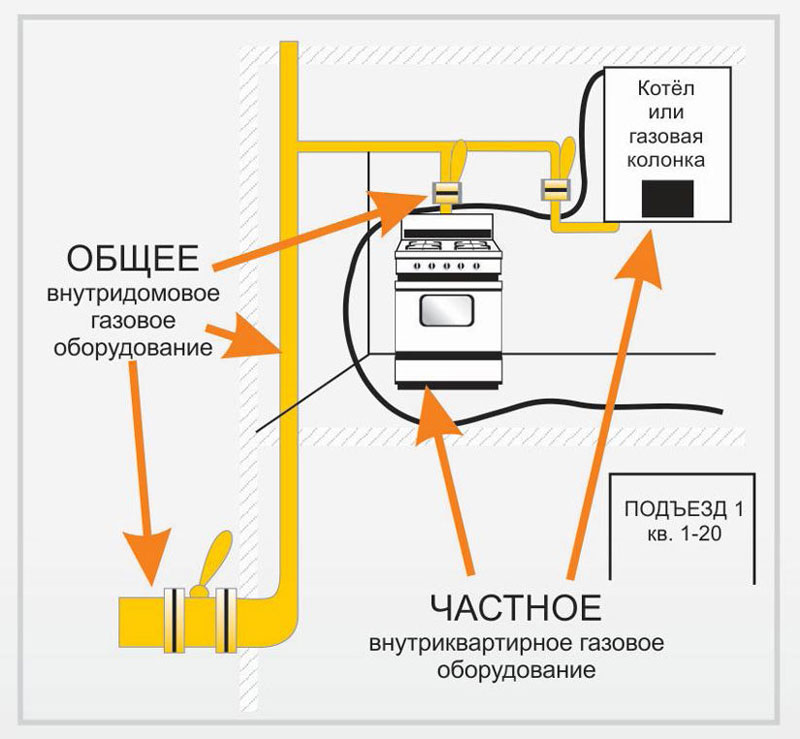 Котёл
или
газовая
колонка
ОБЩЕЕ
внутридомовое
газовое
оборудование
ПОДЪЕЗД 1
кв. 1-20
ЧАСТНОЕ
внутриквартирное газовое
оборудование